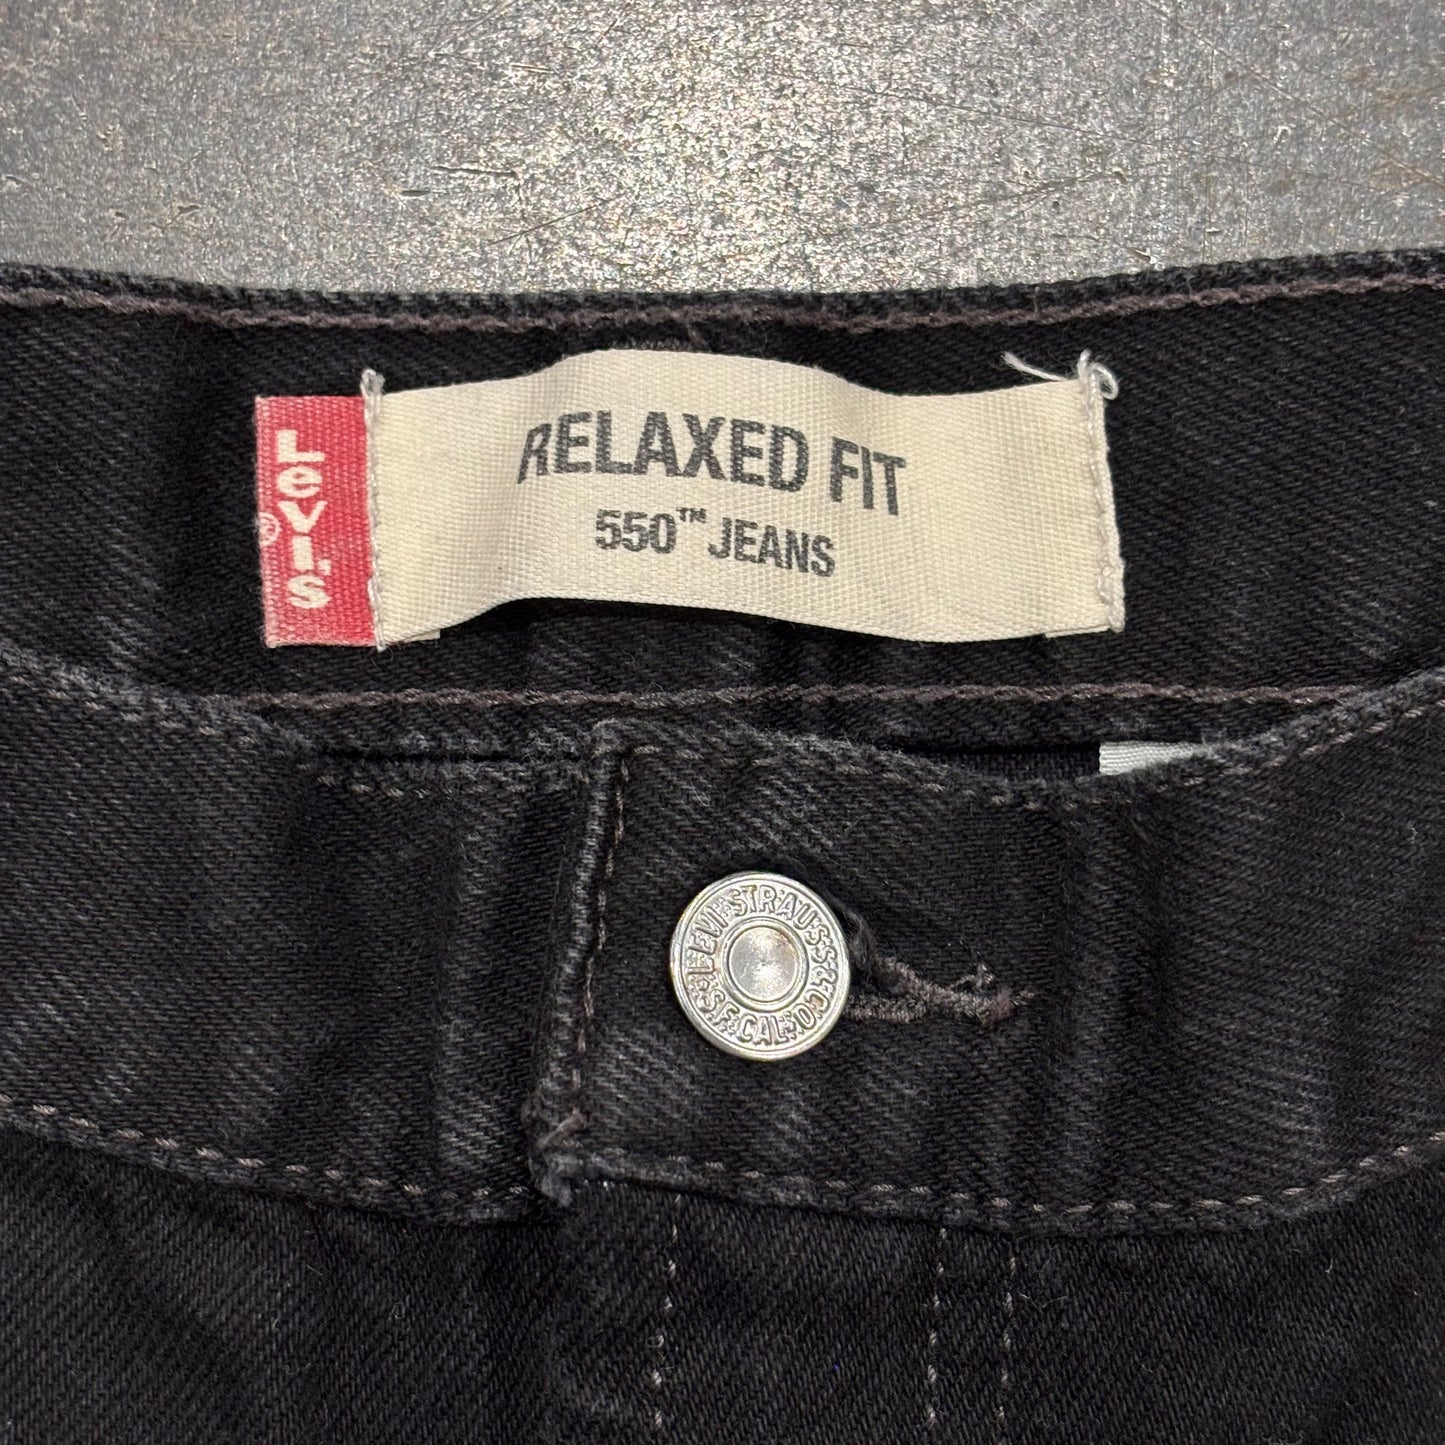 Levi's ®
RELAXED FIT
550™ JEANS
LEVI STRAUSS & CO.
S.F. CAL.